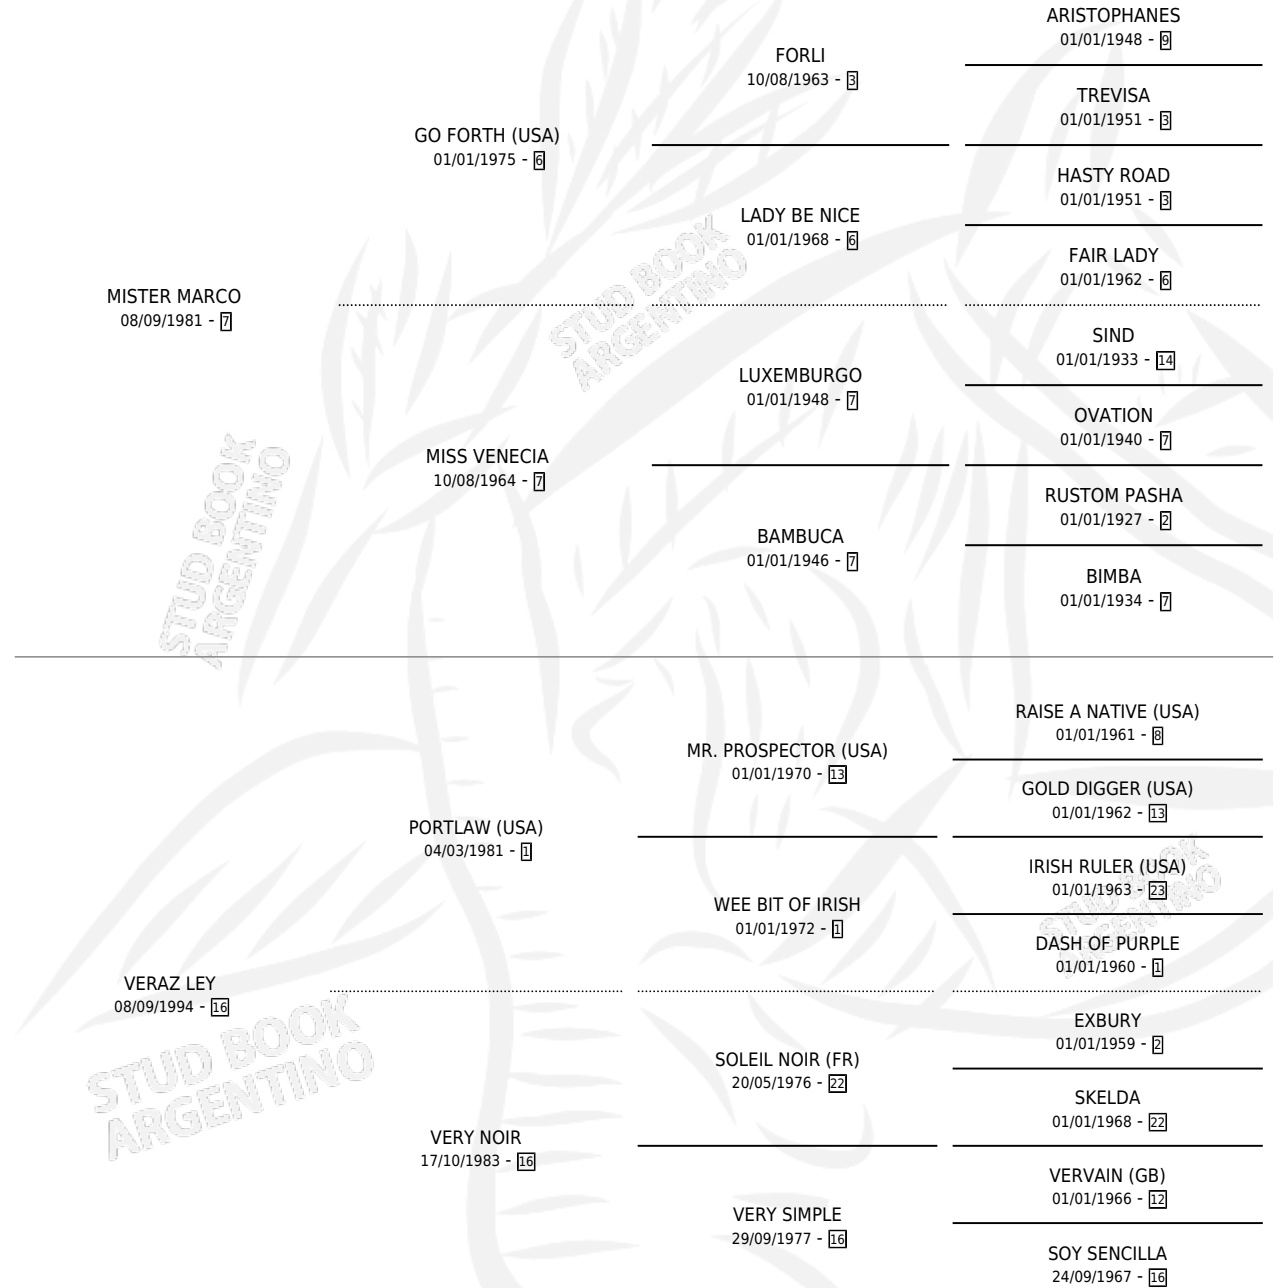 MISTER MARCO
08/09/1981 - 7
GO FORTH (USA)
01/01/1975 - 6
FORLI
10/08/1963 - 3
ARISTOPHANES
01/01/1948 - 9
TREVISA
01/01/1951 - 3
LADY BE NICE
01/01/1968 - 6
HASTY ROAD
01/01/1951 - 3
FAIR LADY
01/01/1962 - 6
MISS VENECIA
10/08/1964 - 7
LUXEMBURGO
01/01/1948 - 7
SIND
01/01/1933 - 14
OVATION
01/01/1940 - 7
BAMBUCA
01/01/1946 - 7
RUSTOM PASHA
01/01/1927 - 2
BIMBA
01/01/1934 - 7
STUD BOOK
ARGENTINO
STUD BOOK
ARGENTINO
VERAZ LEY
08/09/1994 - 16
PORTLAW (USA)
04/03/1981 - 1
MR. PROSPECTOR (USA)
01/01/1970 - 13
RAISE A NATIVE (USA)
01/01/1961 - 8
GOLD DIGGER (USA)
01/01/1962 - 13
WEE BIT OF IRISH
01/01/1972 - 1
IRISH RULER (USA)
01/01/1963 - 23
DASH OF PURPLE
01/01/1960 - 1
VERY NOIR
17/10/1983 - 16
SOLEIL NOIR (FR)
20/05/1976 - 22
EXBURY
01/01/1959 - 2
SKELDA
01/01/1968 - 22
VERY SIMPLE
29/09/1977 - 16
VERVAIN (GB)
01/01/1966 - 12
SOY SENCILLA
24/09/1967 - 16
STUD BOOK
ARGENTINO
STUD BOOK
ARGENTINO